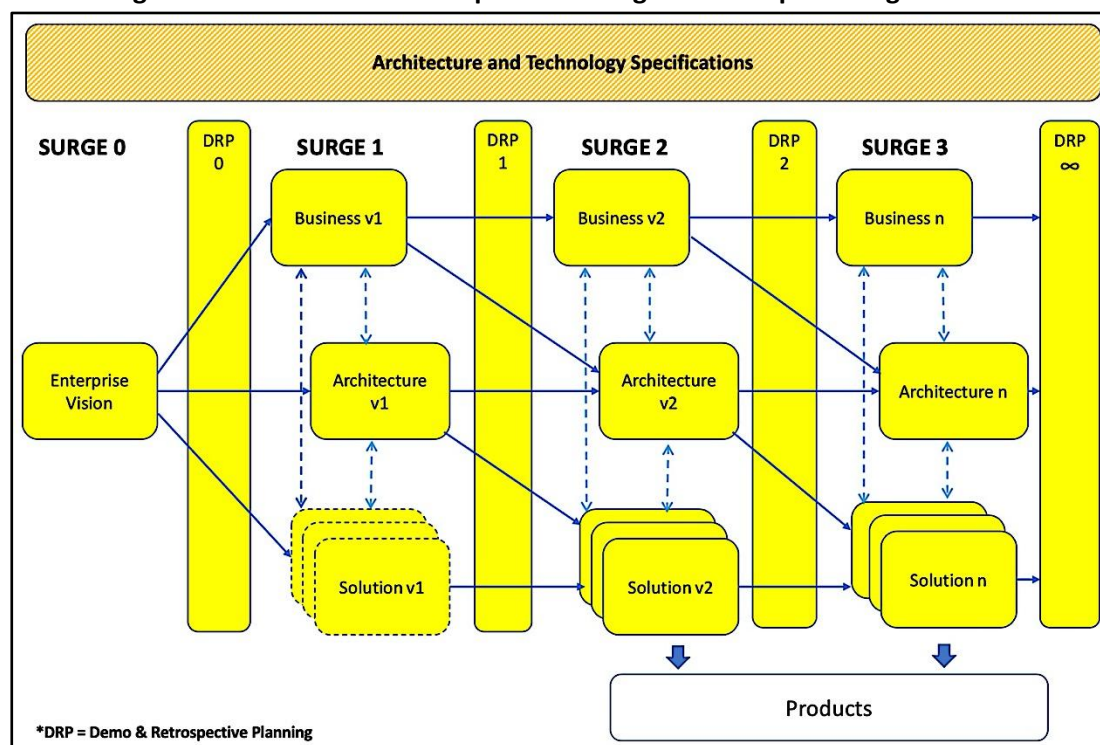 Architecture and Technology Specifications
SURGE 0
DRP
0
SURGE 1
DRP
1
SURGE 2
DRP
2
SURGE 3
DRP
∞
Business v1
Business v2
Business n
Enterprise
Vision
Architecture
v1
Architecture
v2
Architecture n
Solution v1
Solution v2
Solution n
Products
*DRP = Demo & Retrospective Planning